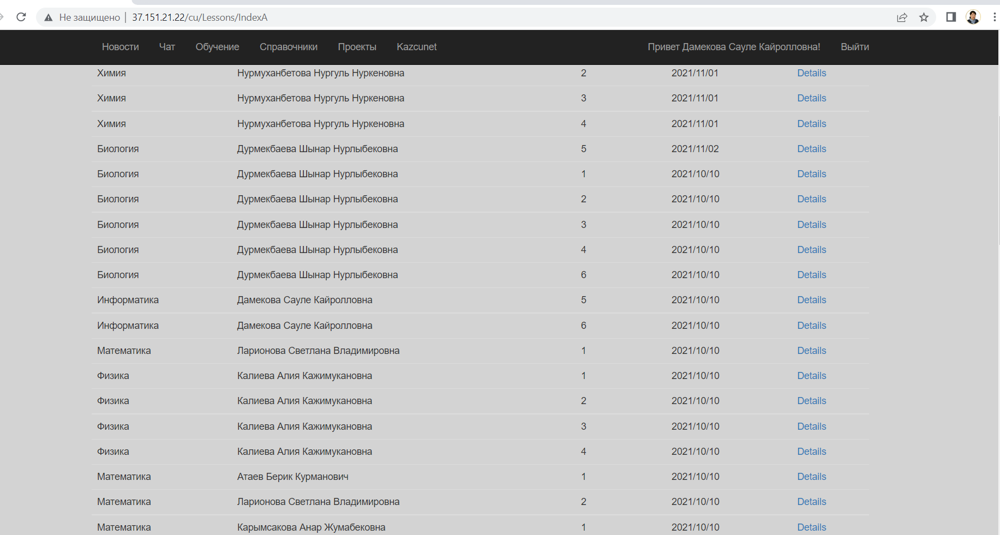 Не защищено | 37.151.21.22/cu/Lessons/IndexA
Новости Чат Обучение Справочники Проекты Kazcunet Привет Дамекова Сауле Кайролловна! Выйти
Химия Нурмуханбетова Нургуль Нуркеновна 2 2021/11/01 Details
Химия Нурмуханбетова Нургуль Нуркеновна 3 2021/11/01 Details
Химия Нурмуханбетова Нургуль Нуркеновна 4 2021/11/01 Details
Биология Дурмекбаева Шынар Нурлыбековна 5 2021/11/02 Details
Биология Дурмекбаева Шынар Нурлыбековна 1 2021/10/10 Details
Биология Дурмекбаева Шынар Нурлыбековна 2 2021/10/10 Details
Биология Дурмекбаева Шынар Нурлыбековна 3 2021/10/10 Details
Биология Дурмекбаева Шынар Нурлыбековна 4 2021/10/10 Details
Биология Дурмекбаева Шынар Нурлыбековна 6 2021/10/10 Details
Информатика Дамекова Сауле Кайролловна 5 2021/10/10 Details
Информатика Дамекова Сауле Кайролловна 6 2021/10/10 Details
Математика Ларионова Светлана Владимировна 1 2021/10/10 Details
Физика Калиева Алия Кажимукановна 1 2021/10/10 Details
Физика Калиева Алия Кажимукановна 2 2021/10/10 Details
Физика Калиева Алия Кажимукановна 3 2021/10/10 Details
Физика Калиева Алия Кажимукановна 4 2021/10/10 Details
Математика Атаев Берик Курманович 1 2021/10/10 Details
Математика Ларионова Светлана Владимировна 2 2021/10/10 Details
Математика Карымсакова Анар Жумабековна 1 2021/10/10 Details